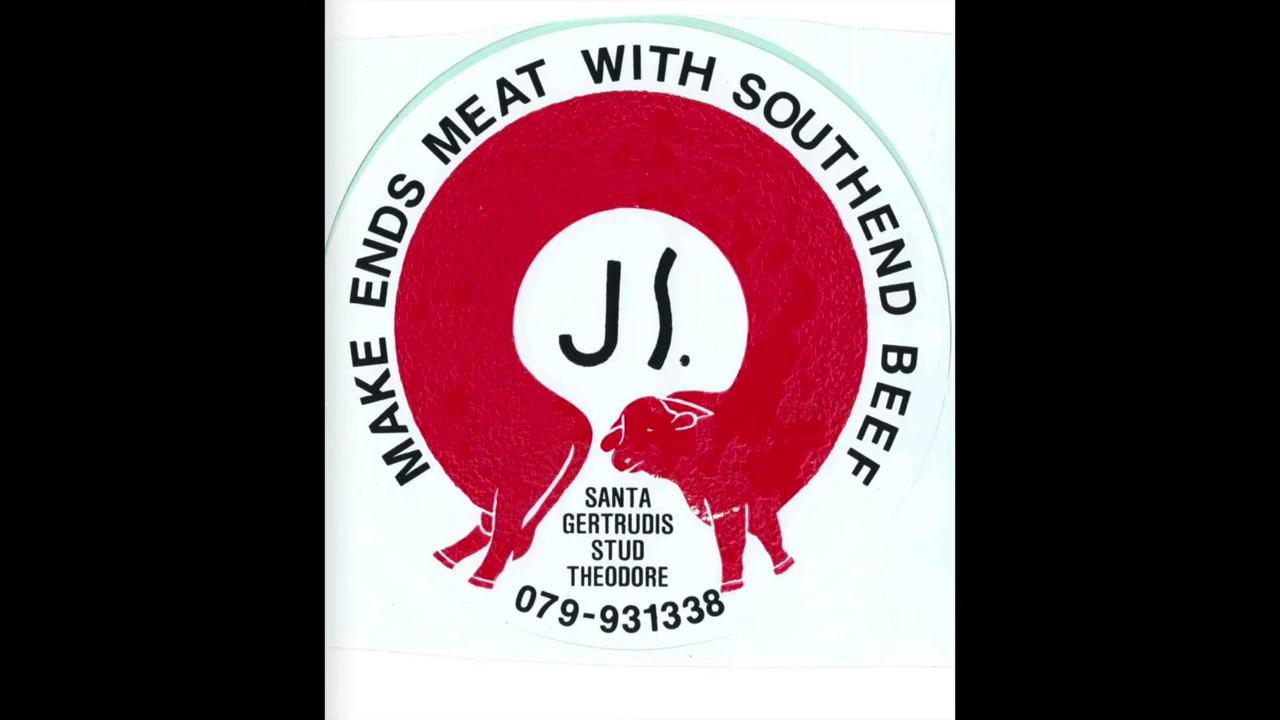 MAKE ENDS MEAT WITH SOUTHEND BEEF
JS.
SANTA
GERTRUDIS
STUD
THEODORE
079-931338